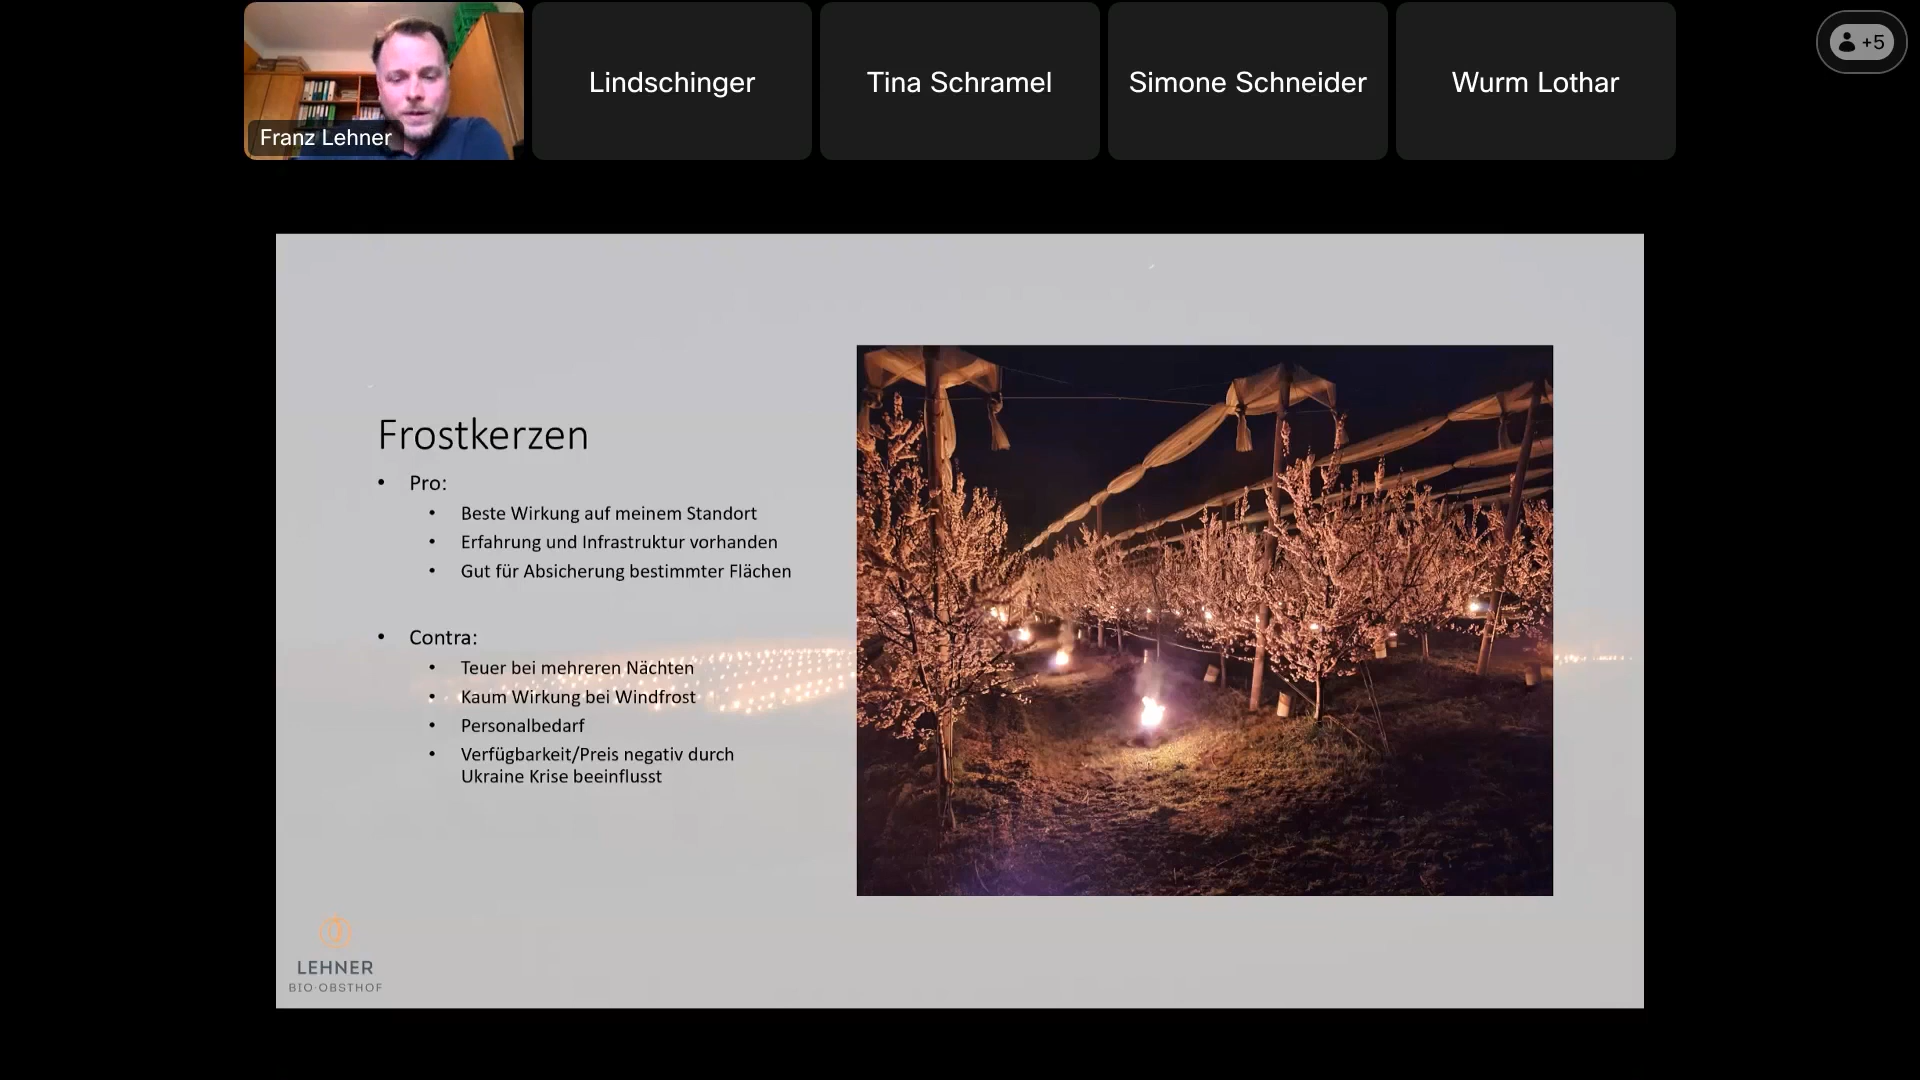 Franz Lehner
Lindschinger
Tina Schramel
Simone Schneider
Wurm Lothar
+5
Frostkerzen
• Pro:
• Beste Wirkung auf meinem Standort
• Erfahrung und Infrastruktur vorhanden
• Gut für Absicherung bestimmter Flächen
• Contra:
• Teuer bei mehreren Nächten
• Kaum Wirkung bei Windfrost
• Personalbedarf
• Verfügbarkeit/Preis negativ durch
Ukraine Krise beeinflusst
LEHNER
BIO·OBSTHOF